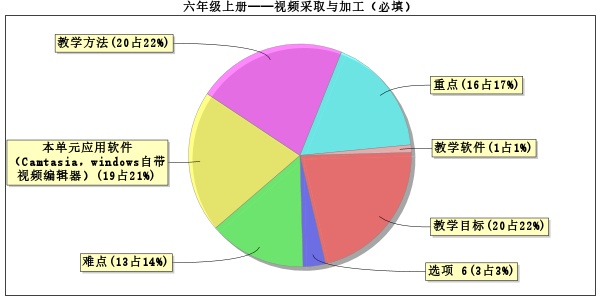 六年级上册——视频采取与加工（必填）
教学方法(20占22%)
重点(16占17%)
本单元应用软件
（Camtasia，windows自带
视频编辑器）(19占21%)
教学软件(1占1%)
教学目标(20占22%)
难点(13占14%)
选项 6(3占3%)